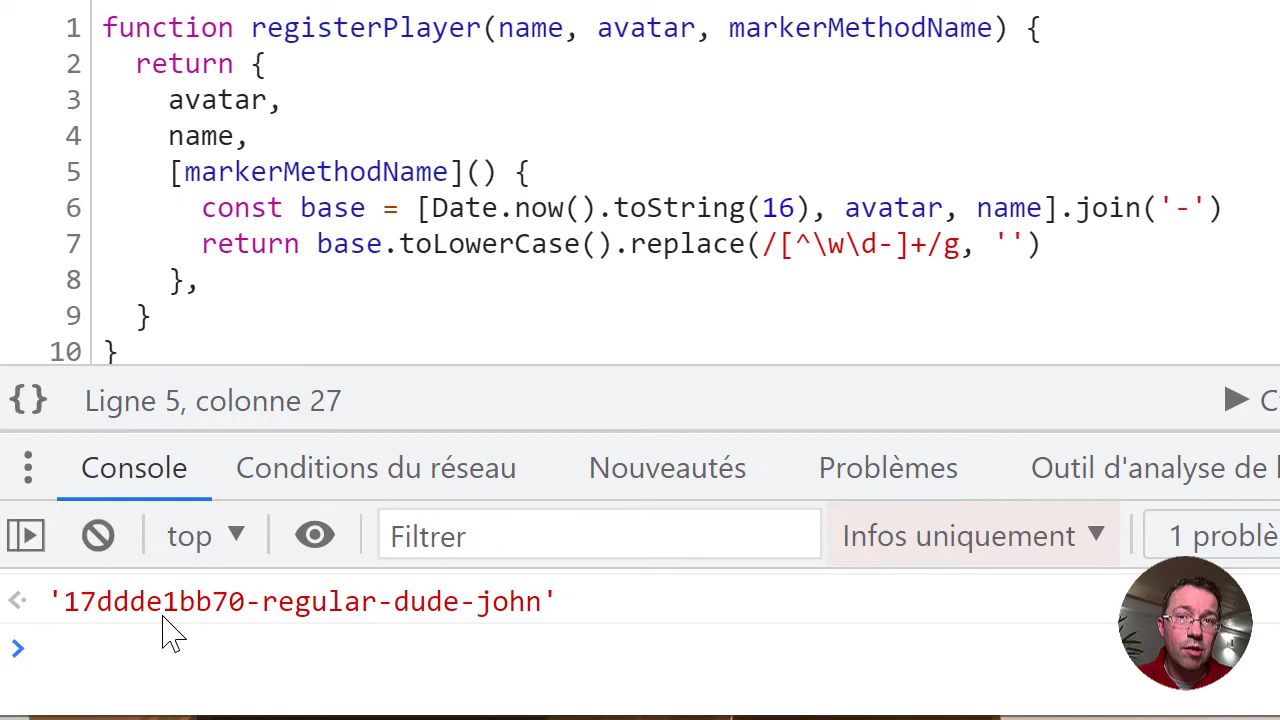 1 function registerPlayer(name, avatar, markerMethodName) {
2 return {
3 avatar,
4 name,
5 [markerMethodName]() {
6 const base = [Date.now().toString(16), avatar, name].join('-')
7 return base.toLowerCase().replace(/[^\w\d-]+/g, '')
8 },
9 }
10 }
{} Ligne 5, colonne 27
Console Conditions du réseau Nouveautés Problèmes Outil d'analyse de
top Filtrer Infos uniquement 1 problè
'17ddde1bb70-regular-dude-john'